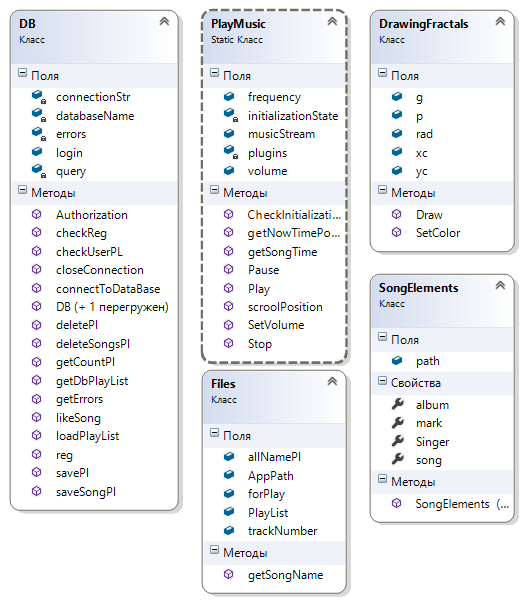 DB
Класс
Поля
connectionStr
databaseName
errors
login
query
Методы
Authorization
checkReg
checkUserPL
closeConnection
connectToDataBase
DB (+ 1 перегружен)
deletePl
deleteSongsPl
getCountPl
getDbPlayList
getErrors
likeSong
loadPlayList
reg
savePl
saveSongPl
PlayMusic
Static Класс
Поля
frequency
initializationState
musicStream
plugins
volume
Методы
CheckInitializati...
getNowTimePo...
getSongTime
Pause
Play
scroolPosition
SetVolume
Stop
Files
Класс
Поля
allNamePl
AppPath
forPlay
PlayList
trackNumber
Методы
getSongName
DrawingFractals
Класс
Поля
g
p
rad
xc
yc
Методы
Draw
SetColor
SongElements
Класс
Поля
path
Свойства
album
mark
Singer
song
Методы
SongElements (...